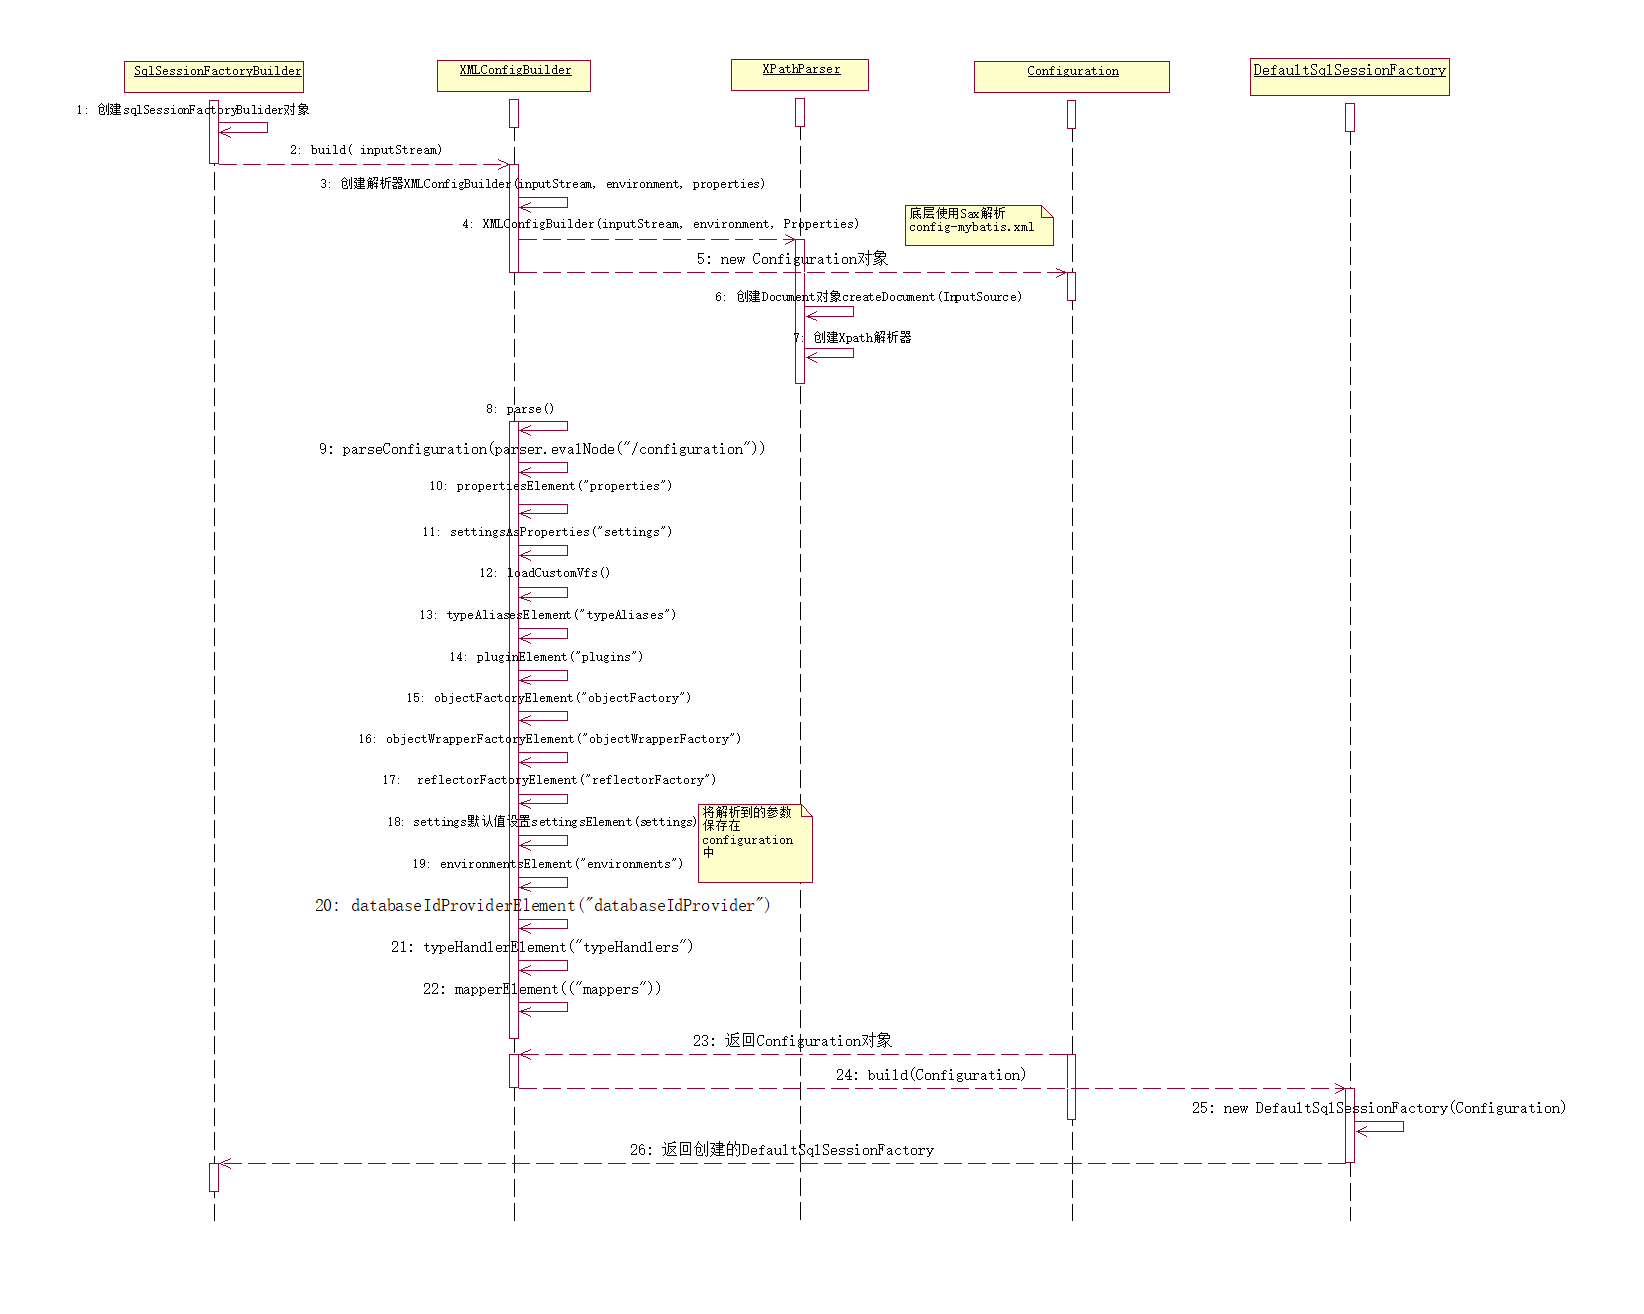 SqlSessionFactoryBuilder
XMLConfigBuilder
XPathParser
Configuration
DefaultSqlSessionFactory
1: 创建sqlSessionFactoryBulider对象
2: build( inputStream)
3: 创建解析器XMLConfigBuilder(inputStream, environment, properties)
4: XMLConfigBuilder(inputStream, environment, Properties)
底层使用Sax解析
config-mybatis.xml
5: new Configuration对象
6: 创建Document对象createDocument(InputSource)
7: 创建Xpath解析器
8: parse()
9: parseConfiguration(parser.evalNode("/configuration"))
10: propertiesElement("properties")
11: settingsAsProperties("settings")
12: loadCustomVfs()
13: typeAliasesElement("typeAliases")
14: pluginElement("plugins")
15: objectFactoryElement("objectFactory")
16: objectWrapperFactoryElement("objectWrapperFactory")
17: reflectorFactoryElement("reflectorFactory")
18: settings默认值设置settingsElement(settings)
将解析到的参数
保存在
configuration
中
19: environmentsElement("environments")
20: databaseIdProviderElement("databaseIdProvider")
21: typeHandlerElement("typeHandlers")
22: mapperElement(("mappers"))
23: 返回Configuration对象
24: build(Configuration)
25: new DefaultSqlSessionFactory(Configuration)
26: 返回创建的DefaultSqlSessionFactory